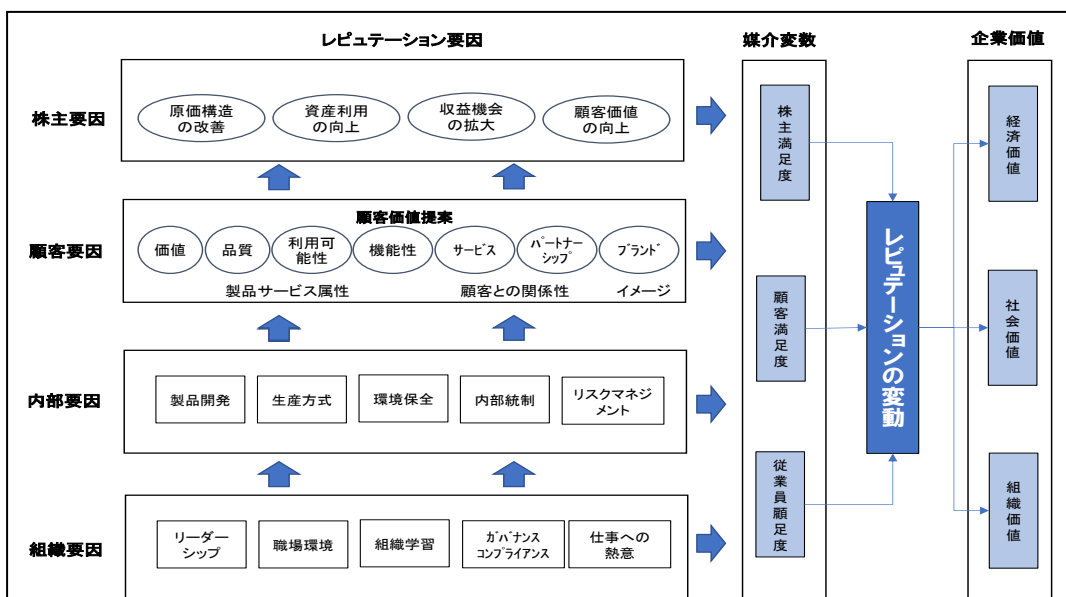 レピュテーション要因
媒介変数
企業価値
株主要因
原価構造
の改善
資産利用
の向上
収益機会
の拡大
顧客価値
の向上
顧客要因
顧客価値提案
価値
品質
利用可
能性
機能性
サービス
パートナー
シップ
ブランド
製品サービス属性
顧客との関係性
イメージ
内部要因
製品開発
生産方式
環境保全
内部統制
リスクマネジ
メント
組織要因
リーダー
シップ
職場環境
組織学習
ガバナンス
コンプライアンス
仕事への
熱意
株主満足度
顧客満足度
従業員顧足度
レピュテーションの変動
経済価値
社会価値
組織価値